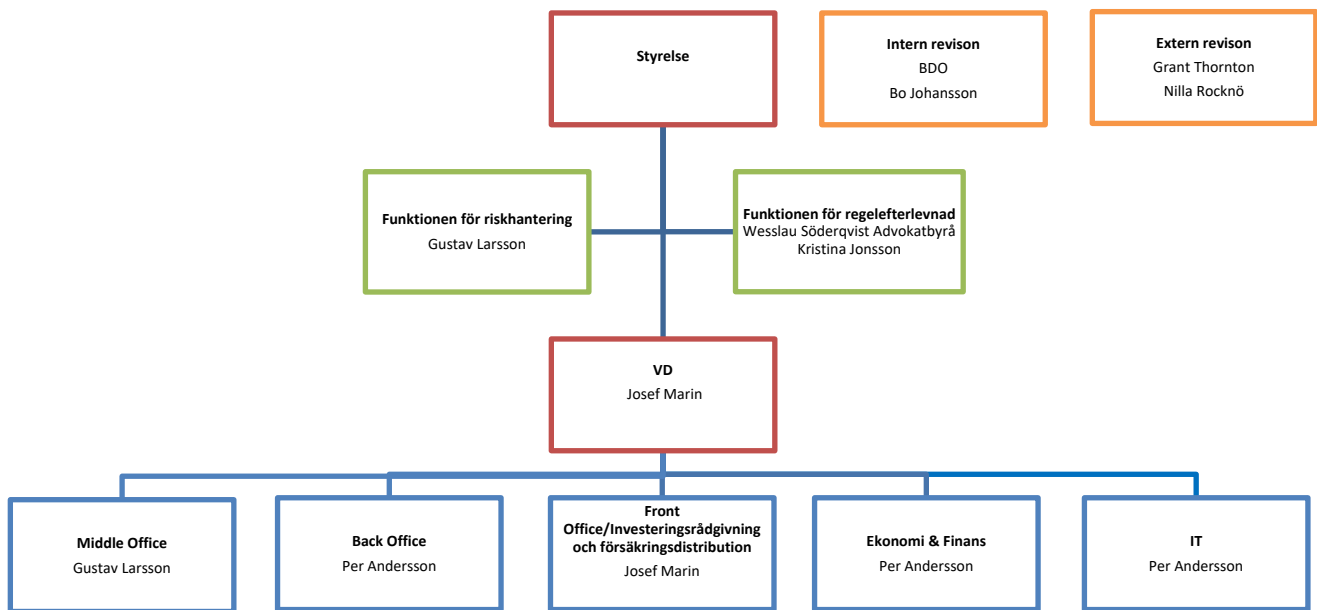 Styrelse
Intern revison
BDO
Bo Johansson
Extern revison
Grant Thornton
Nilla Rocknö
Funktionen för riskhantering
Gustav Larsson
Funktionen för regelefterlevnad
Wesslau Söderqvist Advokatbyrå
Kristina Jonsson
VD
Josef Marin
Middle Office
Gustav Larsson
Back Office
Per Andersson
Front
Office/Investeringsrådgivning
och försäkringsdistribution
Josef Marin
Ekonomi & Finans
Per Andersson
IT
Per Andersson